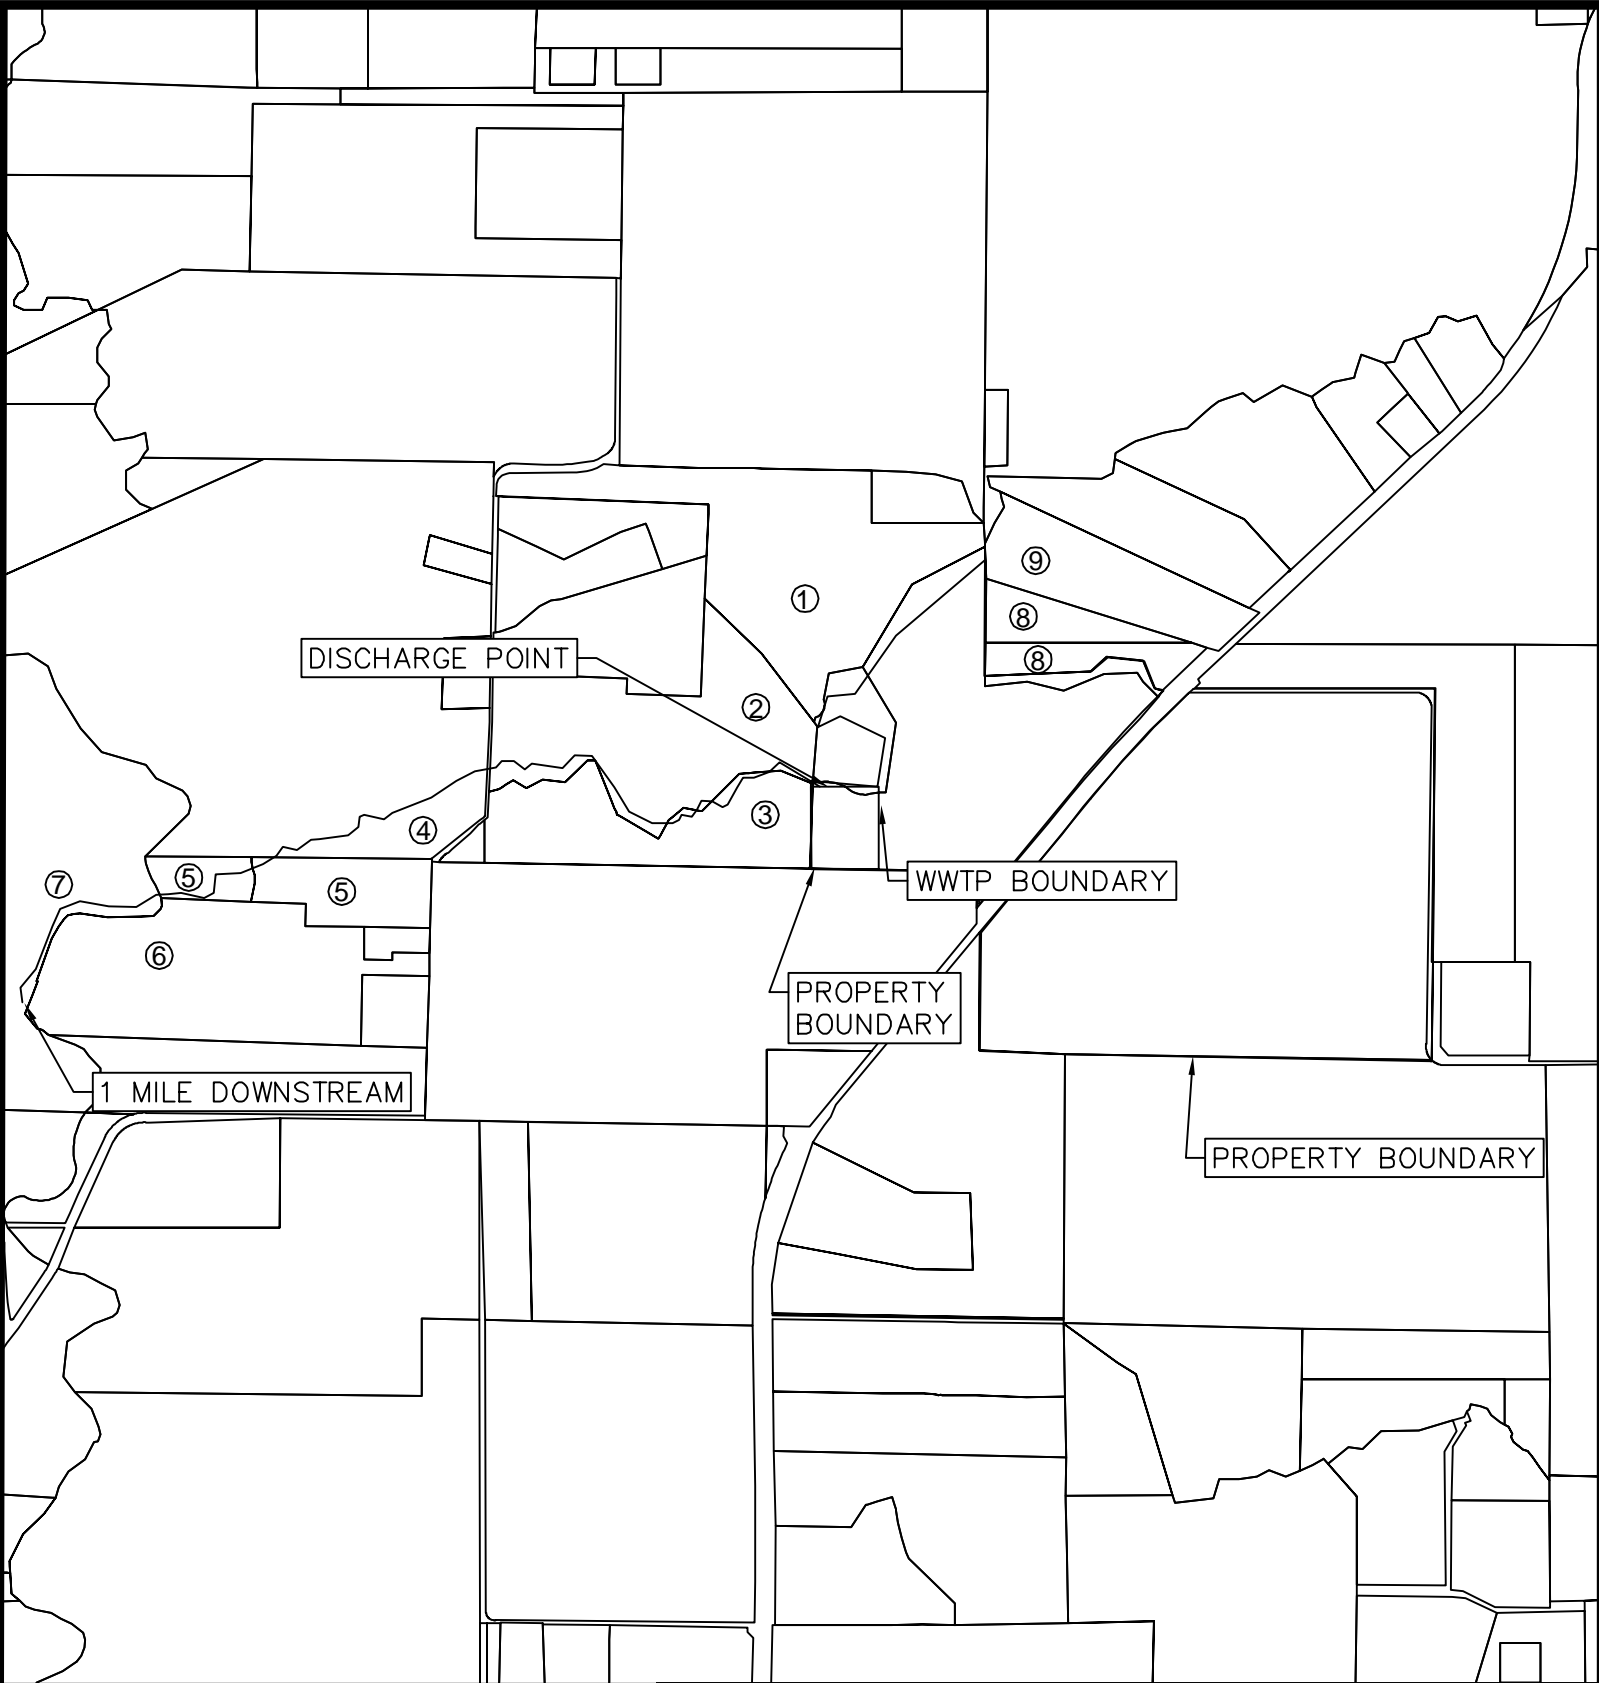 ⑨
①
⑧
DISCHARGE POINT
⑧
②
③
④
⑤
⑦
⑤
WWTP BOUNDARY
⑥
PROPERTY
BOUNDARY
1 MILE DOWNSTREAM
PROPERTY BOUNDARY